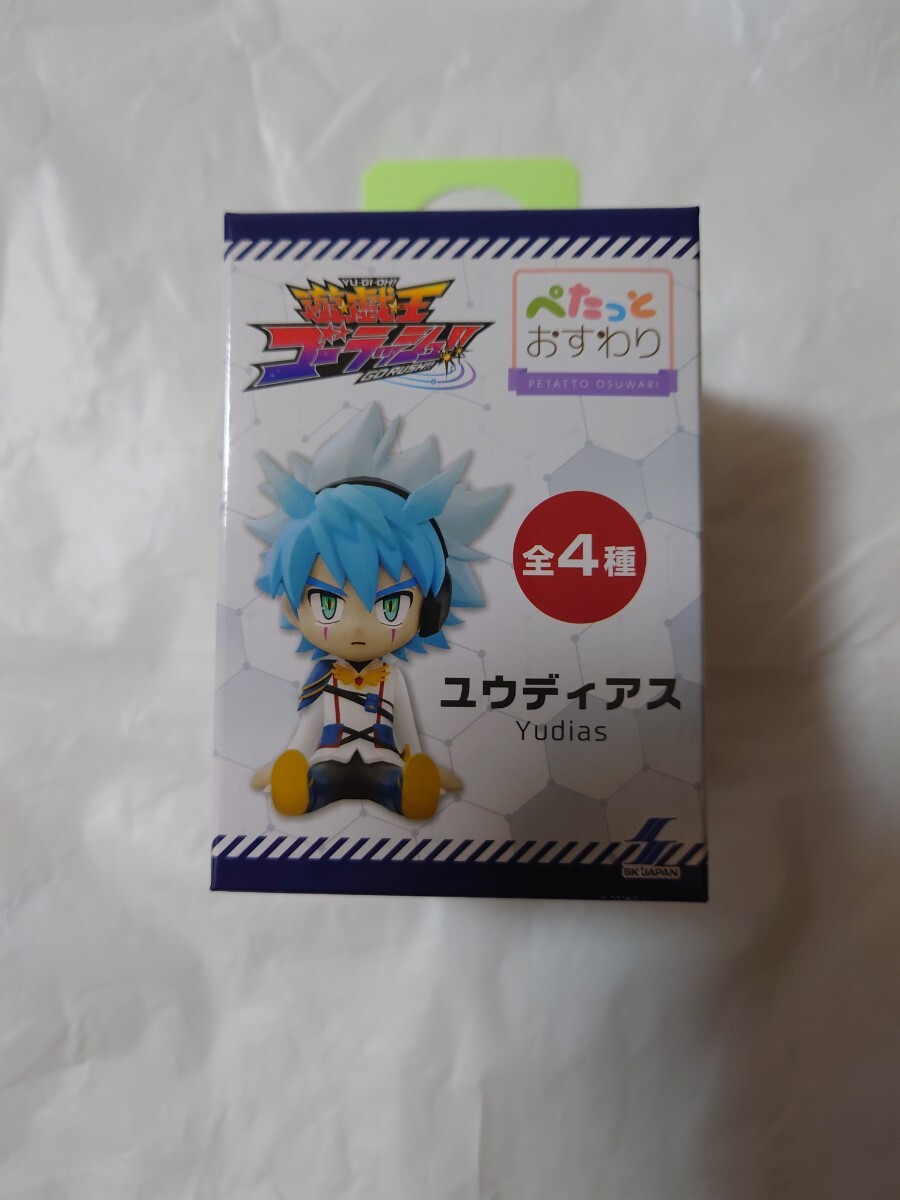 YU-GI-OH!
遊☆戯☆王
ゴーラッシュ!!
GO RUSH!!
ぺたっと
おすわり
PETATTO OSUWARI
全4種
ユウディアス
Yudias
SK JAPAN